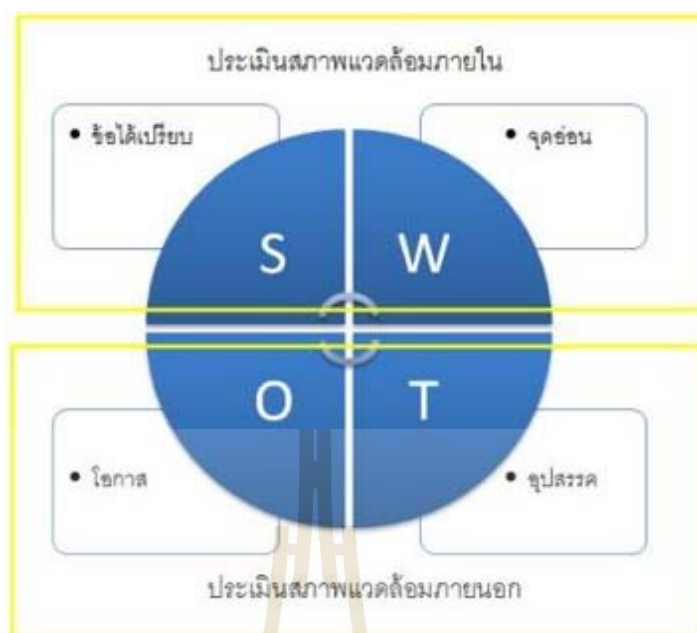 ประเมินสภาพแวดล้อมภายใน
• ข้อได้เปรียบ
• จุดอ่อน
S
W
O
T
• โอกาส
• อุปสรรค
ประเมินสภาพแวดล้อมภายนอก